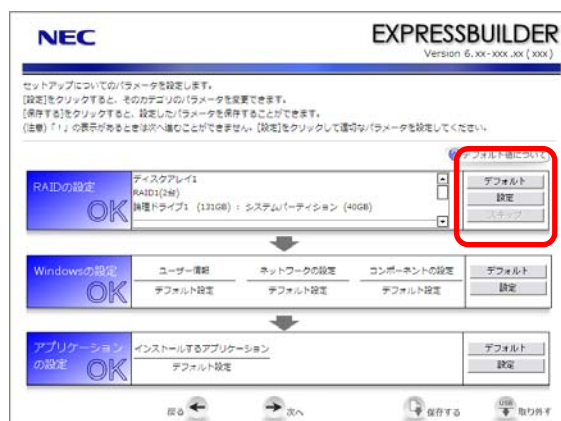 NEC
EXPRESSBUILDER
Version 6.xx-xxx.xx (xxx)
セットアップについてのパラメータを設定します。
[設定]をクリックすると、そのカテゴリのパラメータを変更できます。
[保存する]をクリックすると、設定したパラメータを保存することができます。
(注意) 「！」の表示があるときは次へ進むことができません。[設定]をクリックして適切なパラメータを設定してください。
デフォルト値について
RAIDの設定
OK
ディスクアレイ1
RAID1(2台)
論理ドライブ1 (131GB) : システムパーティション (40GB)
デフォルト
設定
スキップ
Windowsの設定
OK
ユーザー情報 ネットワークの設定 コンポーネントの設定
デフォルト設定 デフォルト設定 デフォルト設定
デフォルト
設定
アプリケーション
の設定 OK
インストールするアプリケーション
デフォルト設定
デフォルト
設定
戻る 次へ 保存する USB 取り外す